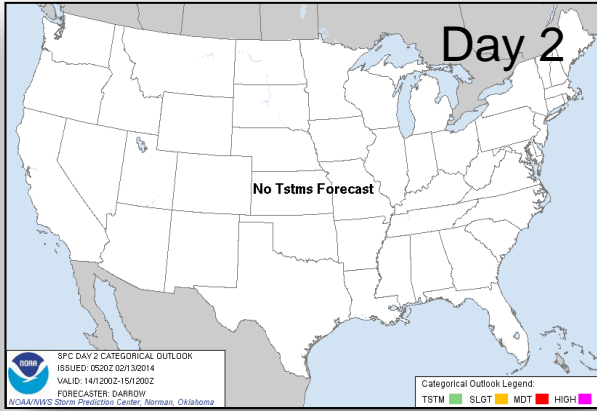 Day 2
No Tstms Forecast
NOAA
SPC DAY 2 CATEGORICAL OUTLOOK
ISSUED: 0520Z 02/13/2014
VALID: 14/1200Z-15/1200Z
FORECASTER: DARROW
NOAA/NWS Storm Prediction Center, Norman, Oklahoma
Categorical Outlook Legend:
TSTM SLGT MDT HIGH